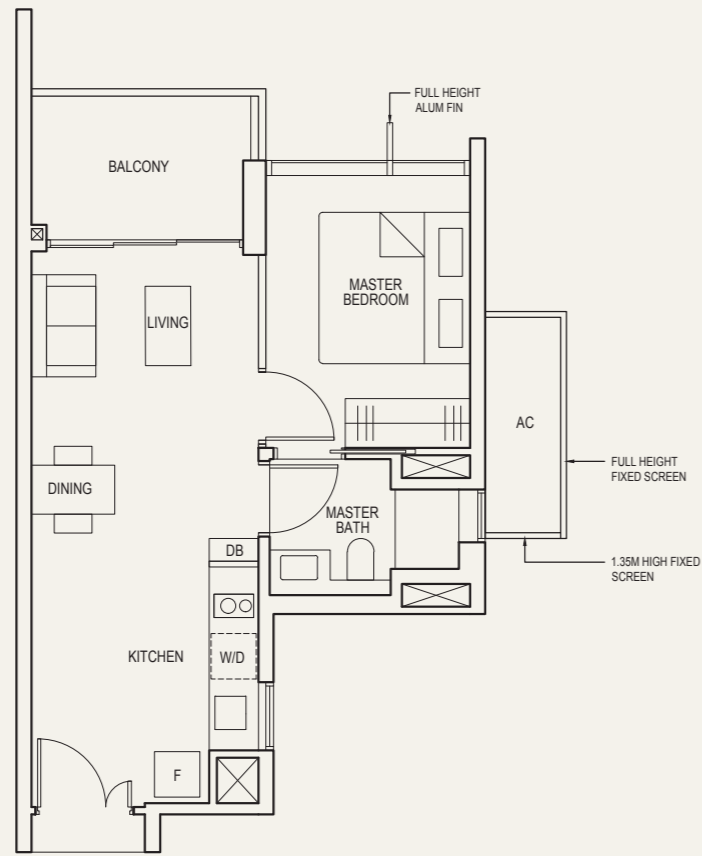 FULL HEIGHT
ALUM FIN
BALCONY
MASTER
BEDROOM
LIVING
AC
FULL HEIGHT
FIXED SCREEN
DINING
MASTER
BATH
DB
1.35M HIGH FIXED
SCREEN
KITCHEN
W/D
F